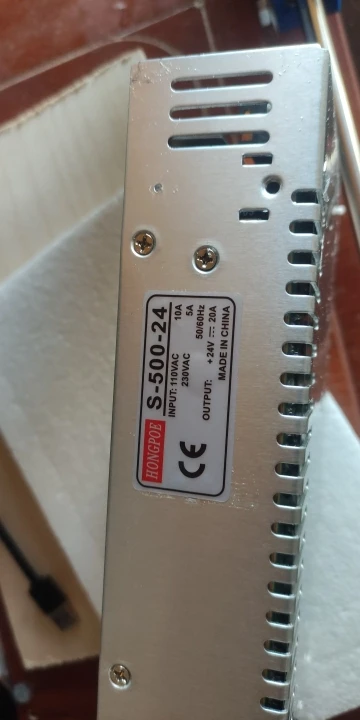 HONGPOE
S-500-24
INPUT: 110VAC 10A
230VAC 5A
50/60Hz
OUTPUT: +24V 20A
MADE IN CHINA
CE